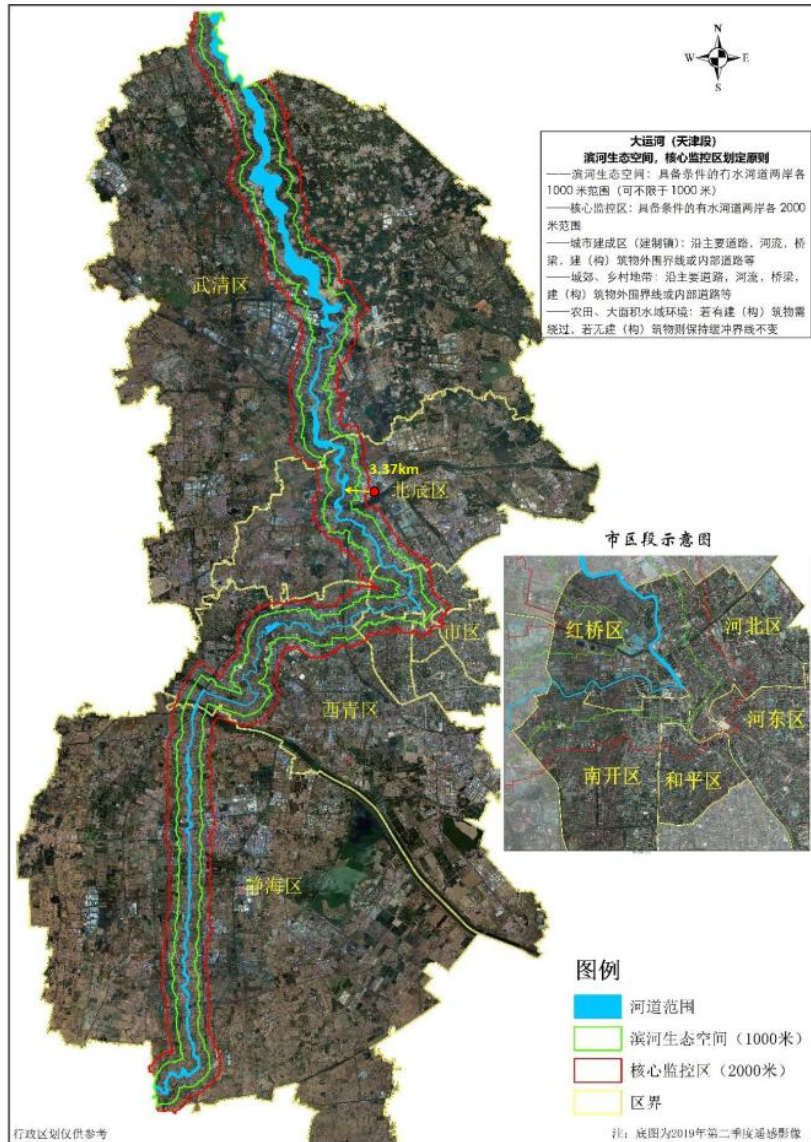 N
W
E
S
大运河（天津段）
滨河生态空间，核心监控区划定原则
——滨河生态空间：具备条件的有水河道两岸各
1000 米范围（可不限于 1000 米）
——核心监控区：具备条件的有水河道两岸各 2000
米范围
——城市建成区（建制镇）：沿主要道路，河流，桥
梁，建（构）筑物外围界线或内部道路等
——城郊、乡村地带：沿主要道路，河流，桥梁，
建（构）筑物外围界线或内部道路等
——农田、大面积水域环境：若有建（构）筑物需
绕过，若无建（构）筑物则保持缓冲界线不变
武清区
3.37km
北辰区
市区段示意图
红桥区
河北区
市区
河东区
西青区
南开区
和平区
静海区
图例
河道范围
滨河生态空间（1000米）
核心监控区（2000米）
区界
行政区划仅供参考
注：底图为2019年第二季度遥感影像